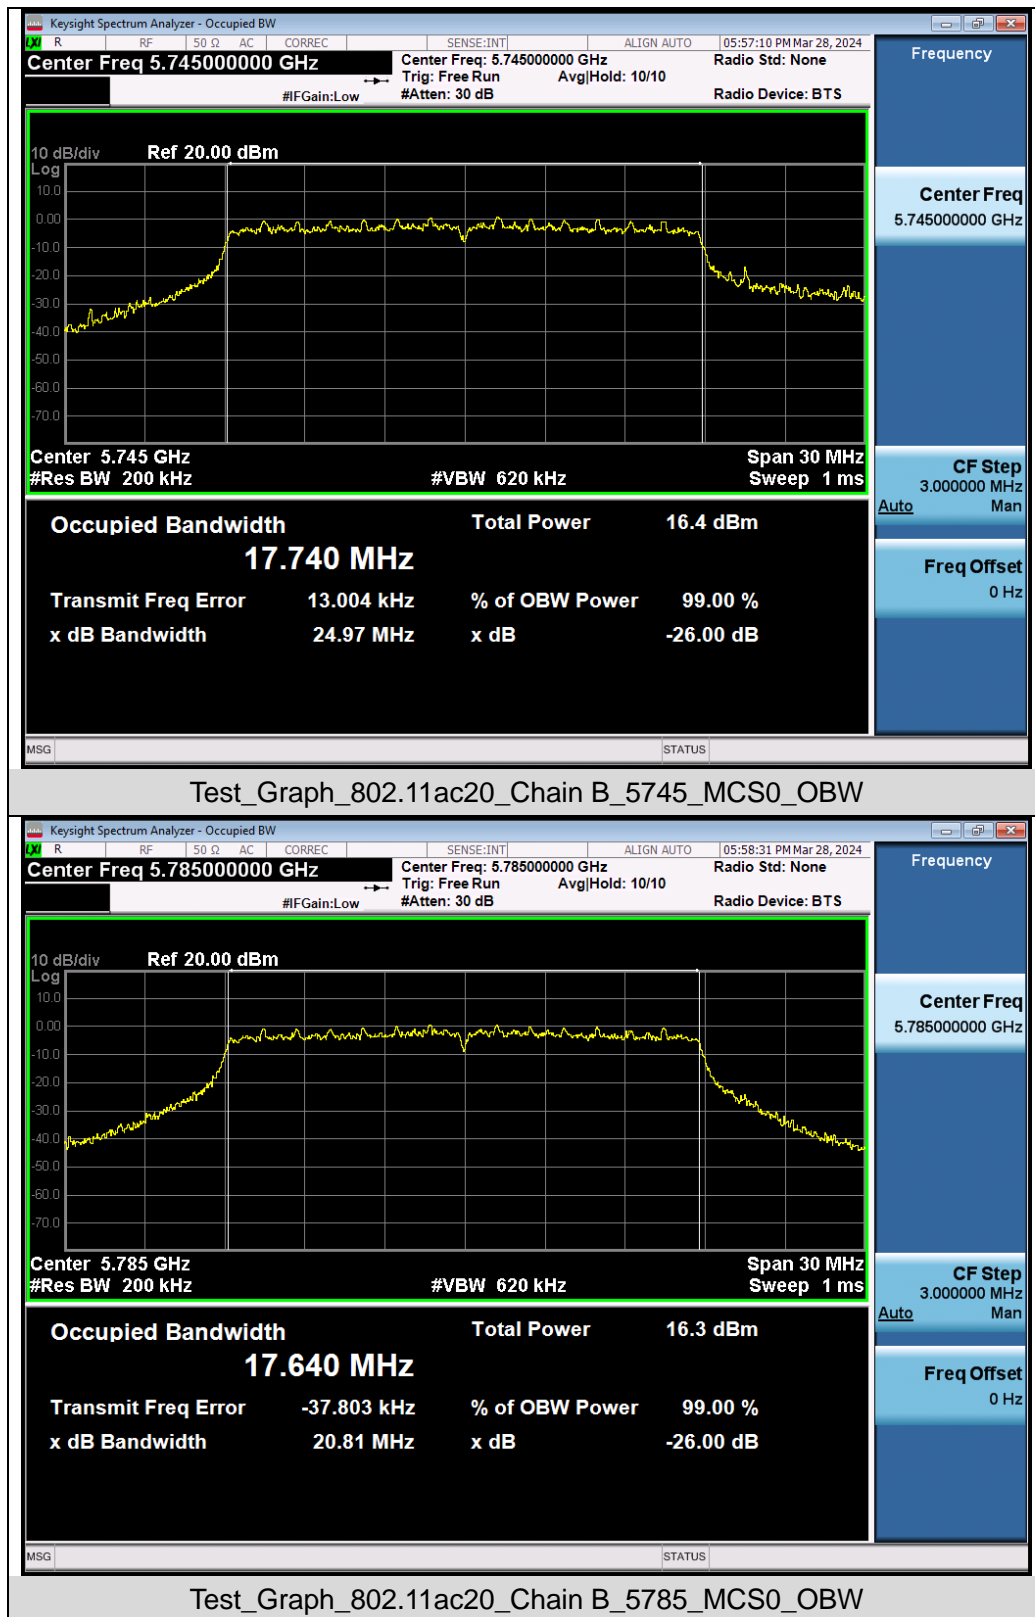 Keysight Spectrum Analyzer - Occupied BW
LXI R RF 50 Ω AC CORREC SENSE:INT ALIGN AUTO 05:57:10 PM Mar 28, 2024
Center Freq 5.745000000 GHz
Center Freq: 5.745000000 GHz
Radio Std: None
Trig: Free Run Avg|Hold: 10/10
#IFGain:Low #Atten: 30 dB Radio Device: BTS
10 dB/div Ref 20.00 dBm
Log
10.0
0.00
-10.0
-20.0
-30.0
-40.0
-50.0
-60.0
-70.0
Center 5.745 GHz Span 30 MHz
#Res BW 200 kHz #VBW 620 kHz Sweep 1 ms
Occupied Bandwidth Total Power 16.4 dBm
17.740 MHz
Transmit Freq Error 13.004 kHz % of OBW Power 99.00 %
x dB Bandwidth 24.97 MHz x dB -26.00 dB
MSG STATUS
Frequency
Center Freq
5.745000000 GHz
CF Step
3.000000 MHz
Auto Man
Freq Offset
0 Hz
Test_Graph_802.11ac20_Chain B_5745_MCS0_OBW
Keysight Spectrum Analyzer - Occupied BW
LXI R RF 50 Ω AC CORREC SENSE:INT ALIGN AUTO 05:58:31 PM Mar 28, 2024
Center Freq 5.785000000 GHz
Center Freq: 5.785000000 GHz
Radio Std: None
Trig: Free Run Avg|Hold: 10/10
#IFGain:Low #Atten: 30 dB Radio Device: BTS
10 dB/div Ref 20.00 dBm
Log
10.0
0.00
-10.0
-20.0
-30.0
-40.0
-50.0
-60.0
-70.0
Center 5.785 GHz Span 30 MHz
#Res BW 200 kHz #VBW 620 kHz Sweep 1 ms
Occupied Bandwidth Total Power 16.3 dBm
17.640 MHz
Transmit Freq Error -37.803 kHz % of OBW Power 99.00 %
x dB Bandwidth 20.81 MHz x dB -26.00 dB
MSG STATUS
Frequency
Center Freq
5.785000000 GHz
CF Step
3.000000 MHz
Auto Man
Freq Offset
0 Hz
Test_Graph_802.11ac20_Chain B_5785_MCS0_OBW